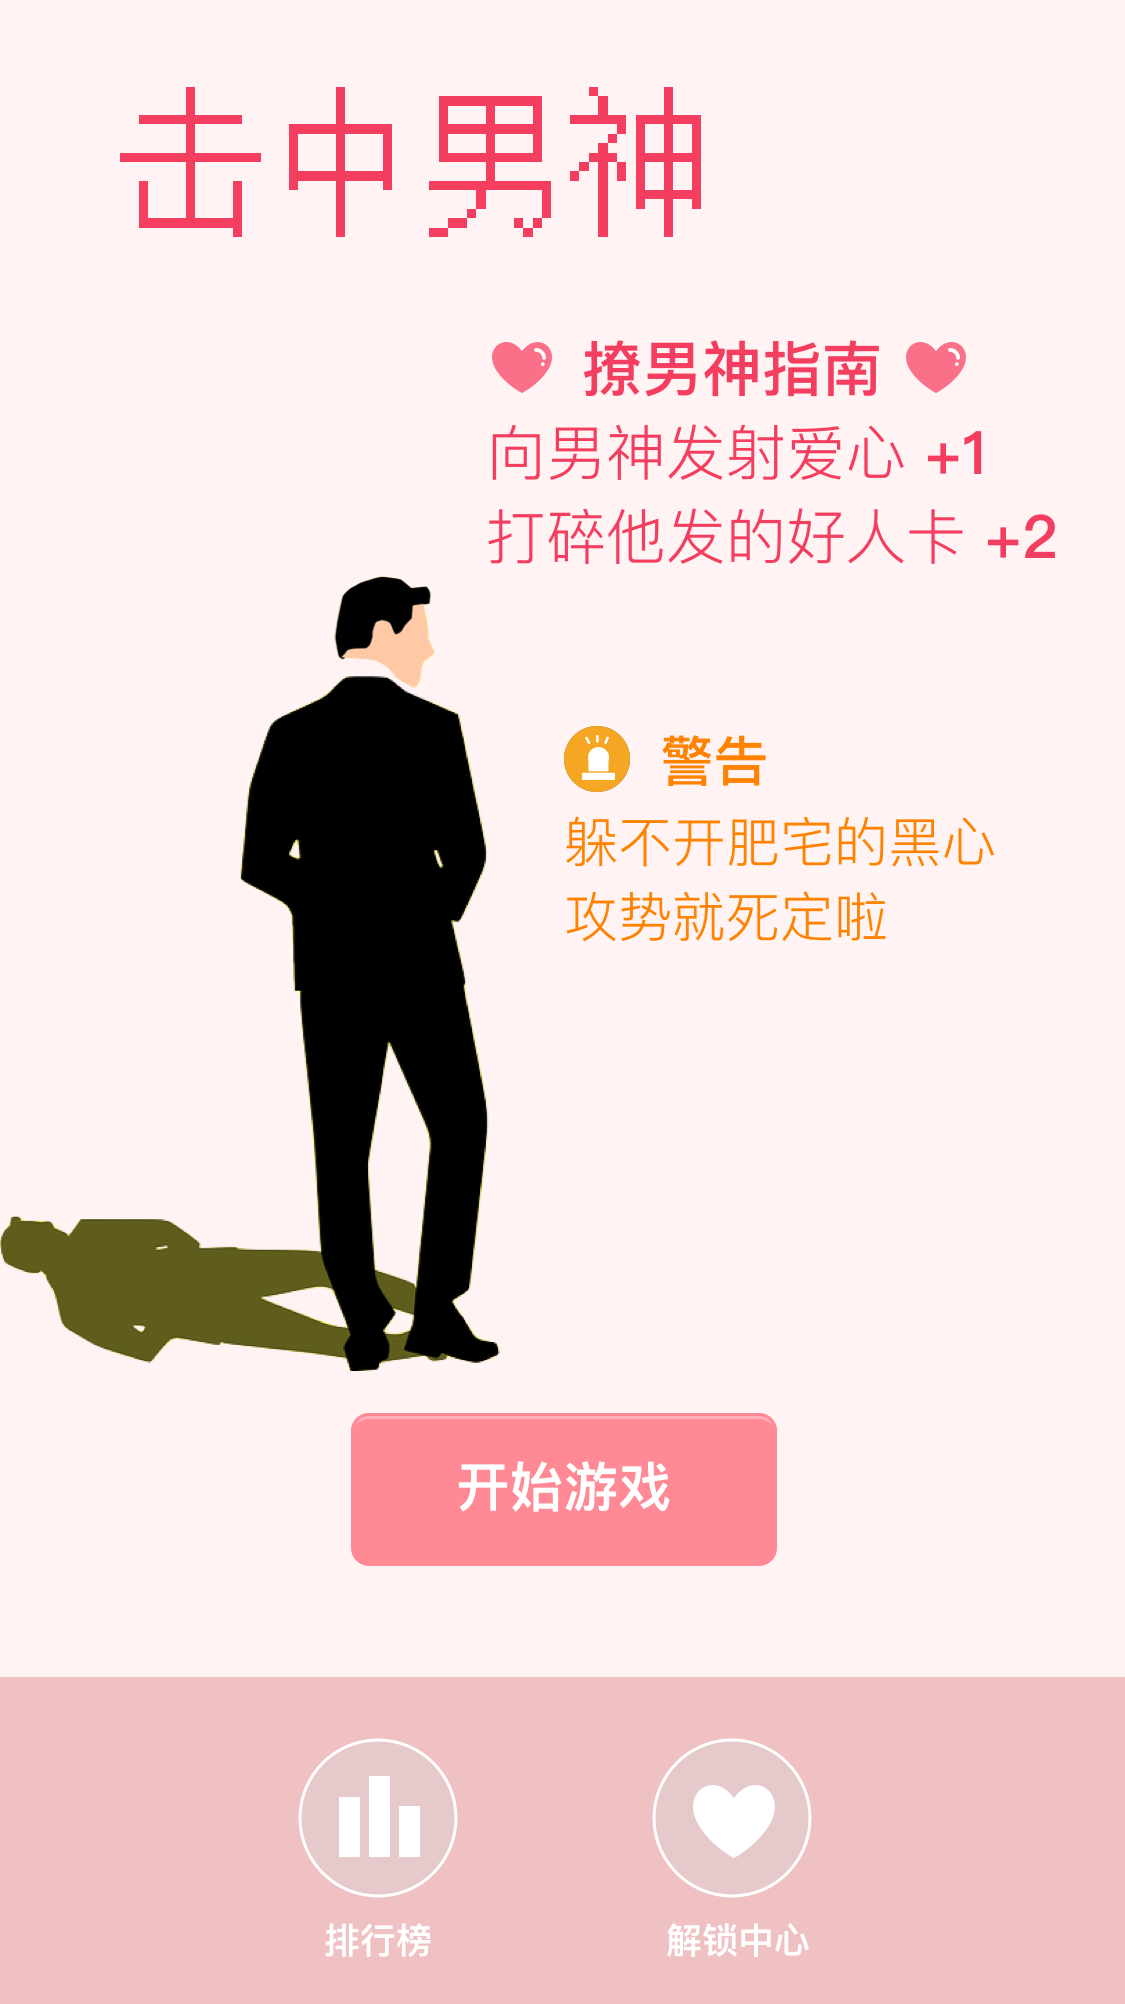 击中男神
撩男神指南
向男神发射爱心 +1
打碎他发的好人卡 +2
警告
躲不开肥宅的黑心
攻势就死定啦
开始游戏
排行榜
解锁中心